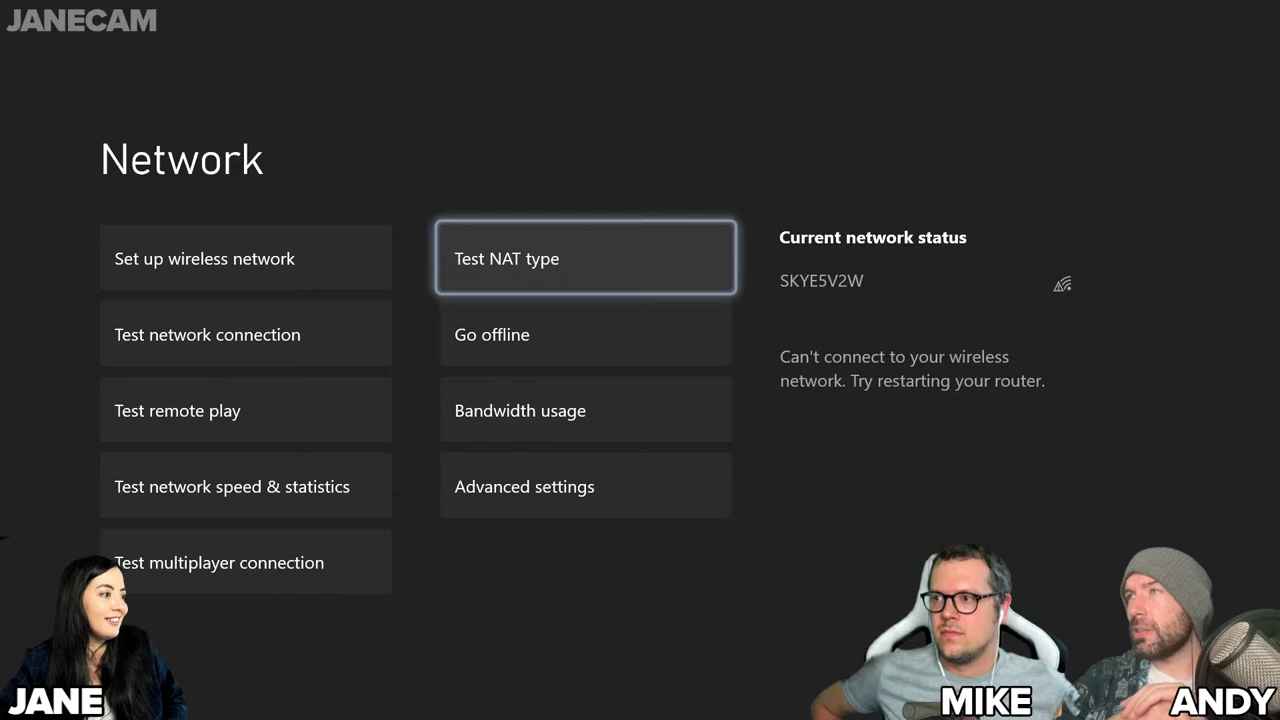 JANECAM
Network
Set up wireless network
Test network connection
Test remote play
Test network speed & statistics
Test multiplayer connection
Test NAT type
Go offline
Bandwidth usage
Advanced settings
Current network status
SKYE5V2W
Can't connect to your wireless
network. Try restarting your router.
JANE
MIKE
ANDY